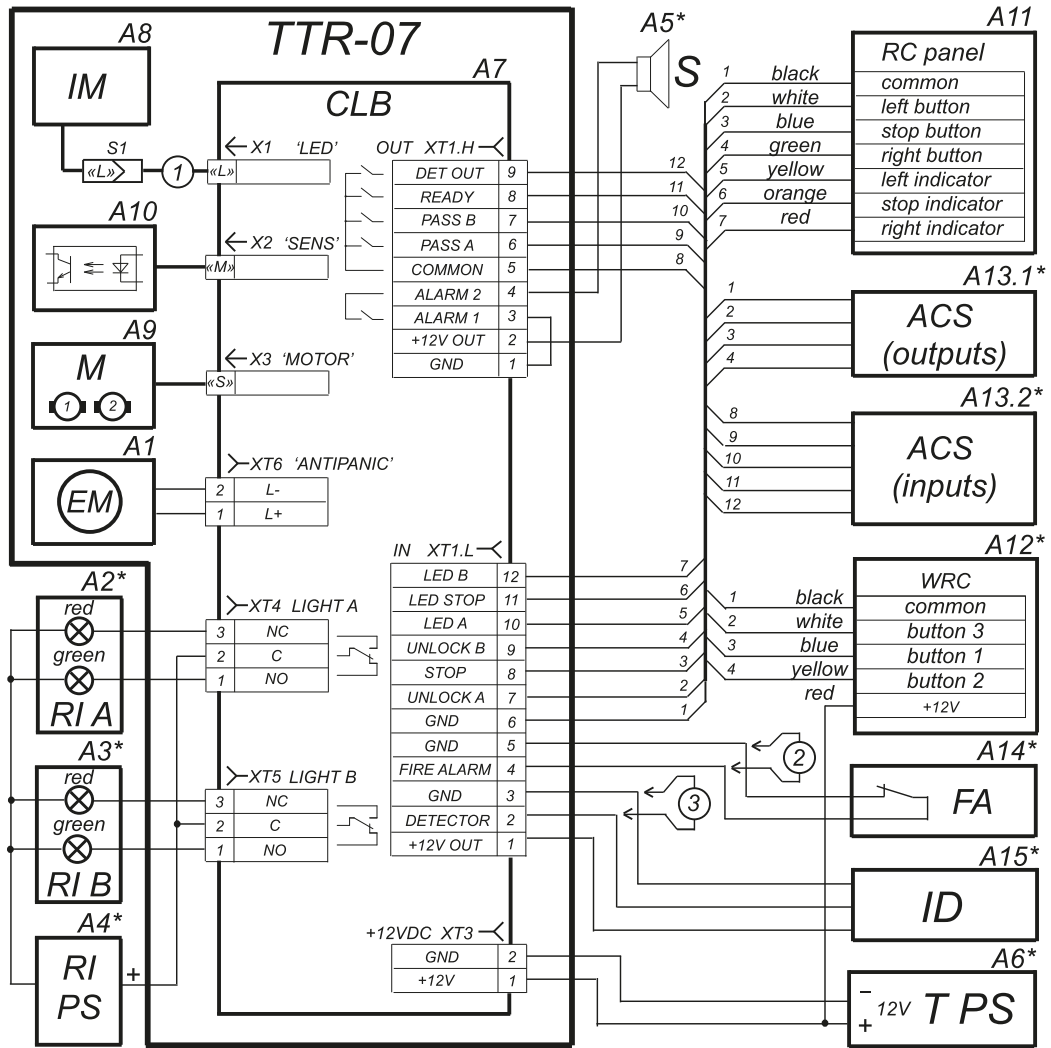 TTR-07
A8
IM
S1
«L»
1
A10
A9
M
1 2
A1
EM
A7
CLB
X1 'LED'
«L»
X2 'SENS'
«M»
X3 'MOTOR'
«S»
XT6 'ANTIPANIC'
2 L-
1 L+
XT4 LIGHT A
3 NC
2 C
1 NO
XT5 LIGHT B
3 NC
2 C
1 NO
OUT XT1.H
DET OUT 9
READY 8
PASS B 7
PASS A 6
COMMON 5
ALARM 2 4
ALARM 1 3
+12V OUT 2
GND 1
12
11
10
9
8
IN XT1.L
LED B 12
LED STOP 11
LED A 10
UNLOCK B 9
STOP 8
UNLOCK A 7
GND 6
GND 5
FIRE ALARM 4
GND 3
DETECTOR 2
+12V OUT 1
7
6
5
4
3
2
1
+12VDC XT3
GND 2
+12V 1
A2*
red
green
RI A
A3*
red
green
RI B
A4*
RI
PS
+
A5*
S
A11
RC panel
1 black common
2 white left button
3 blue stop button
4 green right button
5 yellow left indicator
6 orange stop indicator
7 red right indicator
A13.1*
1
2
3
4
ACS
(outputs)
A13.2*
8
9
10
11
12
ACS
(inputs)
A12*
WRC
1 black common
2 white button 3
3 blue button 1
4 yellow button 2
red +12V
2
3
A14*
FA
A15*
ID
A6*
–
+
12V T PS